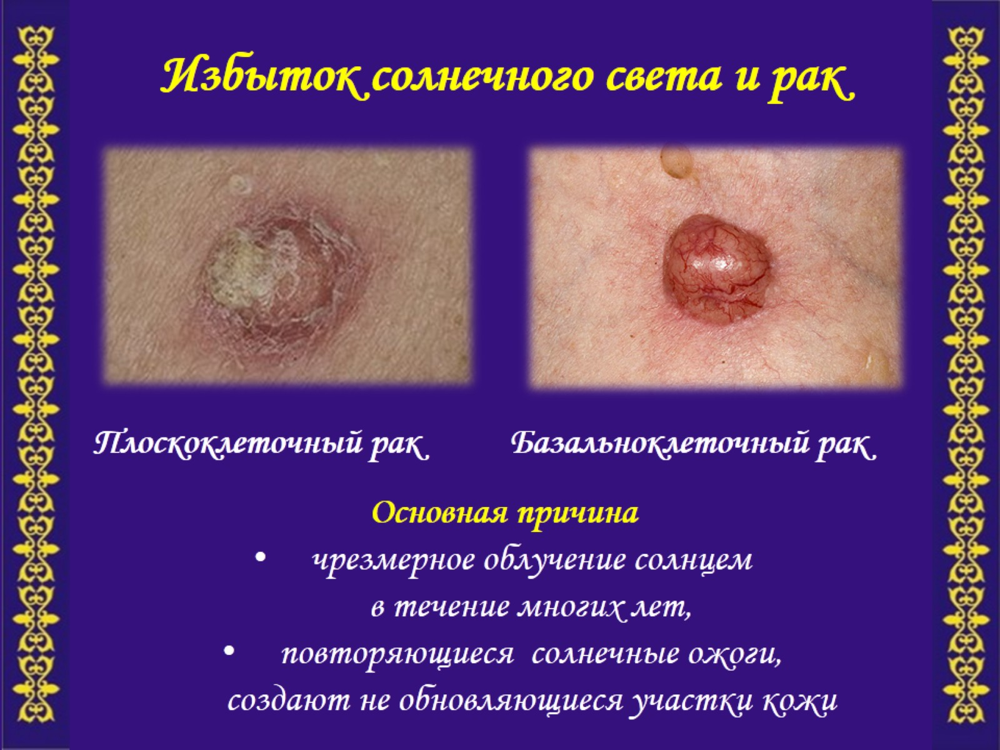 Избыток солнечного света и рак
Плоскоклеточный рак
Базальноклеточный рак
Основная причина
• чрезмерное облучение солнцем
в течение многих лет,
• повторяющиеся солнечные ожоги,
создают не обновляющиеся участки кожи